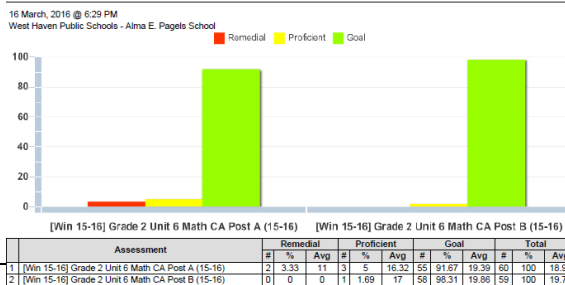 16 March, 2016 @ 6:29 PM
West Haven Public Schools - Alma E. Pagels School
Remedial Proficient Goal
100
80
60
40
20
0
[Win 15-16] Grade 2 Unit 6 Math CA Post A (15-16) [Win 15-16] Grade 2 Unit 6 Math CA Post B (15-16)
Assessment Remedial Proficient Goal Total
# % Avg # % Avg # % Avg # % Avg
1 [Win 15-16] Grade 2 Unit 6 Math CA Post A (15-16) 2 3.33 11 3 5 16.32 55 91.67 19.39 60 100
2 [Win 15-16] Grade 2 Unit 6 Math CA Post B (15-16) 0 0 0 1 1.69 17 58 98.31 19.86 59 100